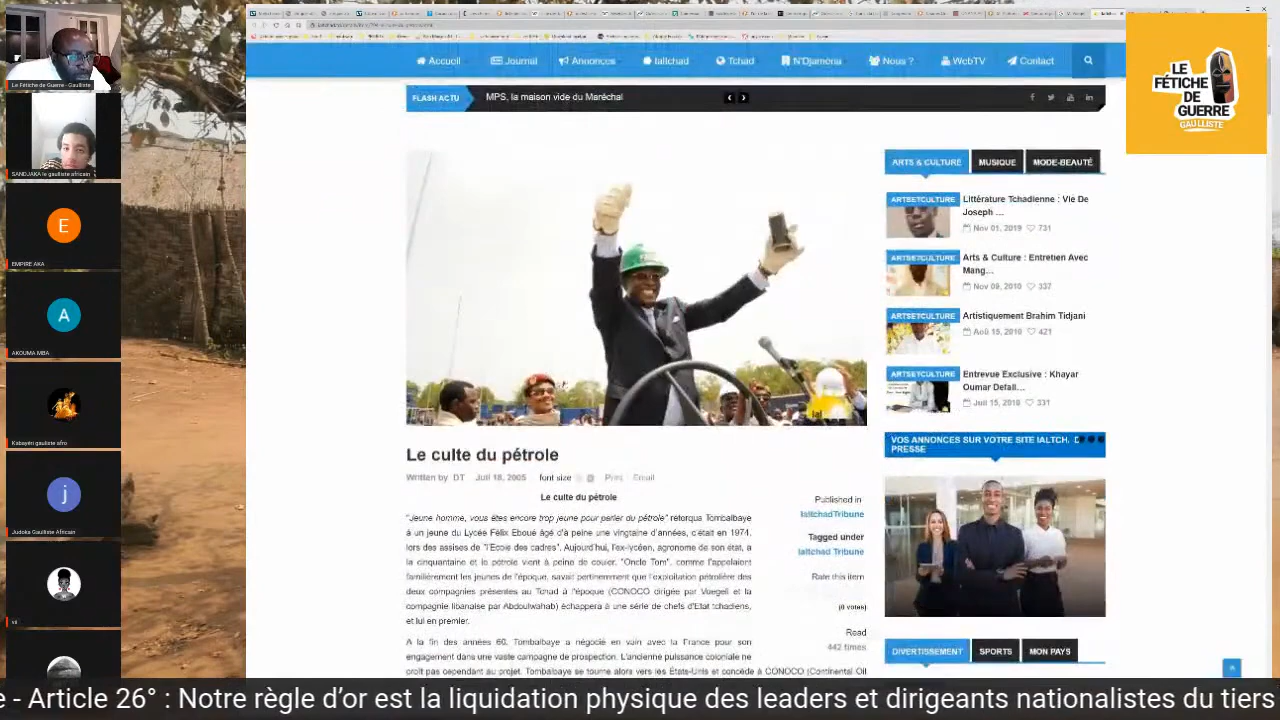 Accueil Journal Annonces Ialtchad Tchad N'Djaména Nous ? WebTV Contact
FLASH ACTU MPS, la maison vide du Maréchal
LE
FÉTICHE
DE
GUERRE
GAULLISTE
Le Fétiche de Guerre - Gaulliste
SANDJAKA le gaulliste africain
E
EMPIRE AKA
A
AKOUMA MBA
Kabayéri gauliste afro
j
Judoka Gaulliste Africain
ARTS & CULTURE MUSIQUE MODE-BEAUTÉ
ARTSETCULTURE
Littérature Tchadienne : Vie De
Joseph ...
Nov 01, 2019 731
ARTSETCULTURE
Arts & Culture : Entretien Avec
Mang...
Nov 09, 2010 337
ARTSETCULTURE
Artistiquement Brahim Tidjani
Aoû 15, 2010 421
ARTSETCULTURE
Entrevue Exclusive : Khayar
Oumar Defall...
Juil 15, 2010 331
VOS ANNONCES SUR VOTRE SITE IALTCH.
PRESSE
DIVERTISSEMENT SPORTS MON PAYS
Ial
Le culte du pétrole
Written by DT Juil 18, 2005 font size Print Email
Le culte du pétrole
"Jeune homme, vous êtes encore trop jeune pour parler du pétrole" rétorqua Tombalbaye
à un jeune du Lycée Félix Eboué âgé d'à peine une vingtaine d'années, c'était en 1974,
lors des assises de "l'Ecole des cadres". Aujourd'hui, l'ex-lycéen, agronome de son état, a
la cinquantaine et le pétrole vient à peine de couler. "Oncle Tom", comme l'appelaient
familièrement les jeunes de l'époque, savait pertinemment que l'exploitation pétrolière des
deux compagnies présentes au Tchad à l'époque (CONOCO dirigée par Vuegeli et la
compagnie libanaise par Abdoulwahab) échappera à une série de chefs d'Etat tchadiens,
et lui en premier.
A la fin des années 60, Tombalbaye a négocié en vain avec la France pour son
engagement dans une vaste campagne de prospection. L'ancienne puissance coloniale ne
croît pas cependant au projet. Tombalbaye se tourne alors vers les États-Unis et concède à CONOCO (Continental Oil
Published in
IaltchadTribune
Tagged under
Ialtchad Tribune
Rate this item
(0 votes)
Read
442 times
e - Article 26° : Notre règle d'or est la liquidation physique des leaders et dirigeants nationalistes du tiers